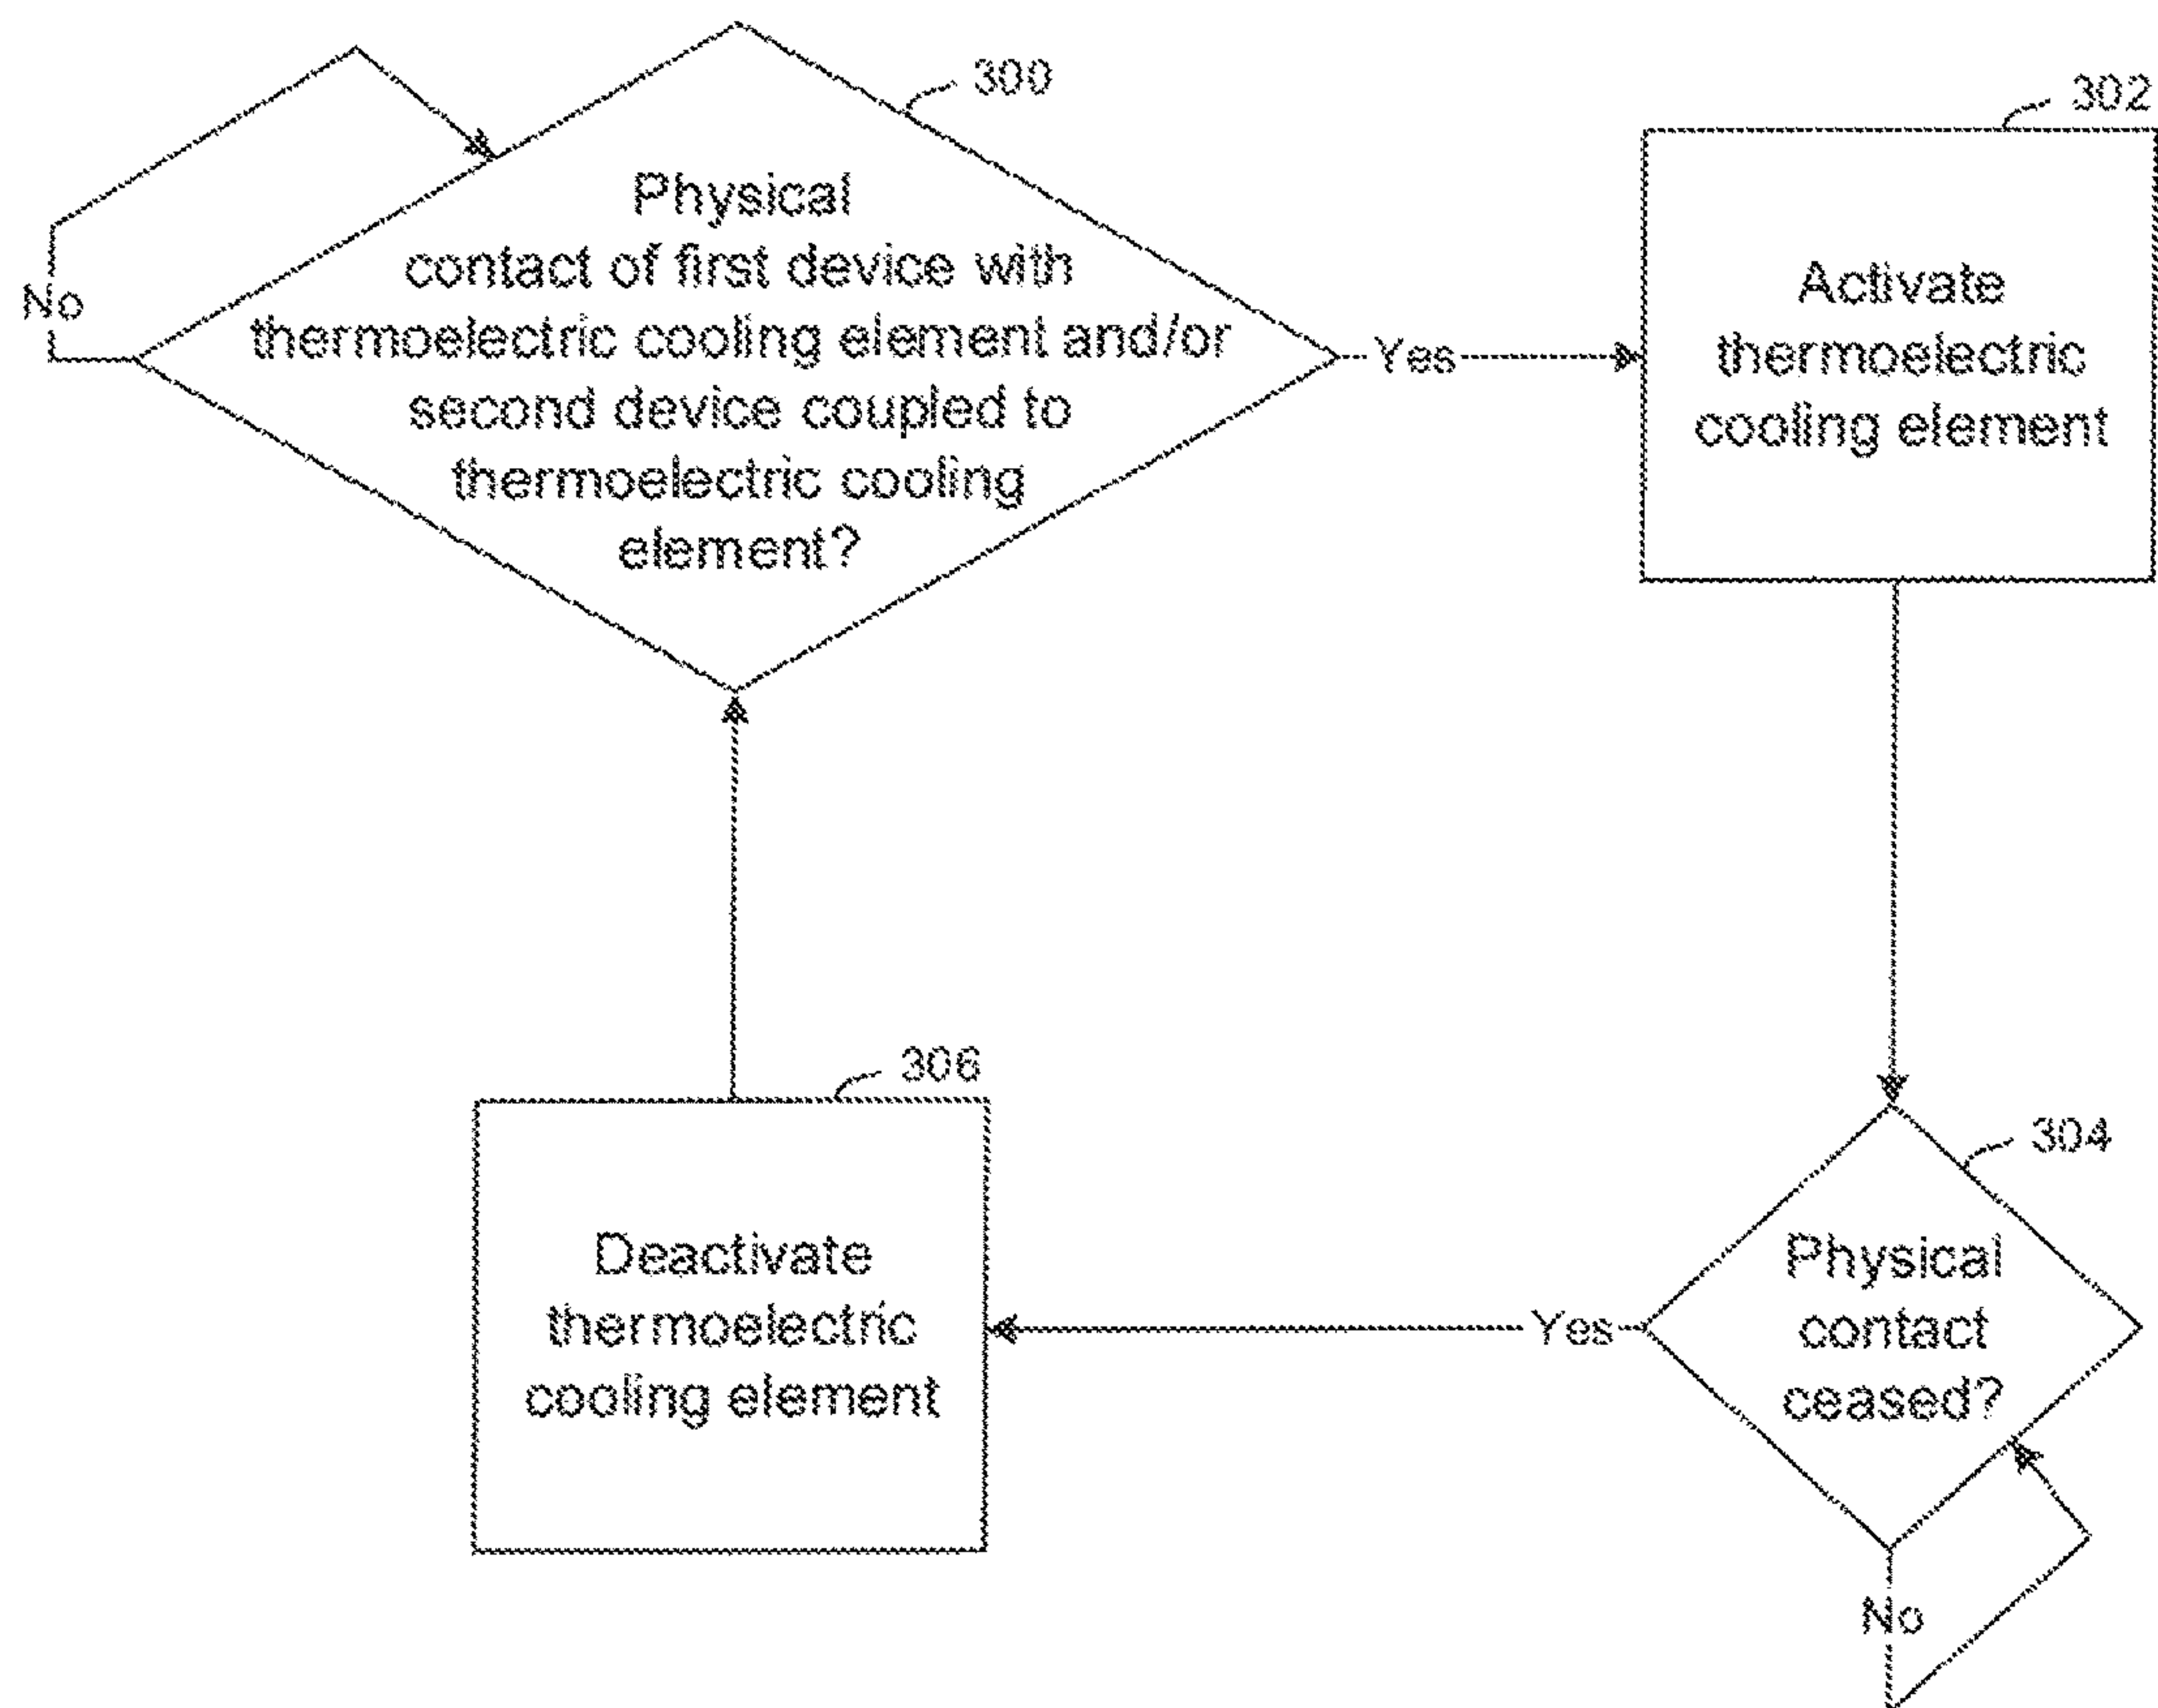 300
Physical
contact of first device with
thermoelectric cooling element and/or
second device coupled to
thermoelectric cooling
element?
No
Yes
302
Activate
thermoelectric
cooling element
304
Physical
contact
ceased?
No
Yes
306
Deactivate
thermoelectric
cooling element